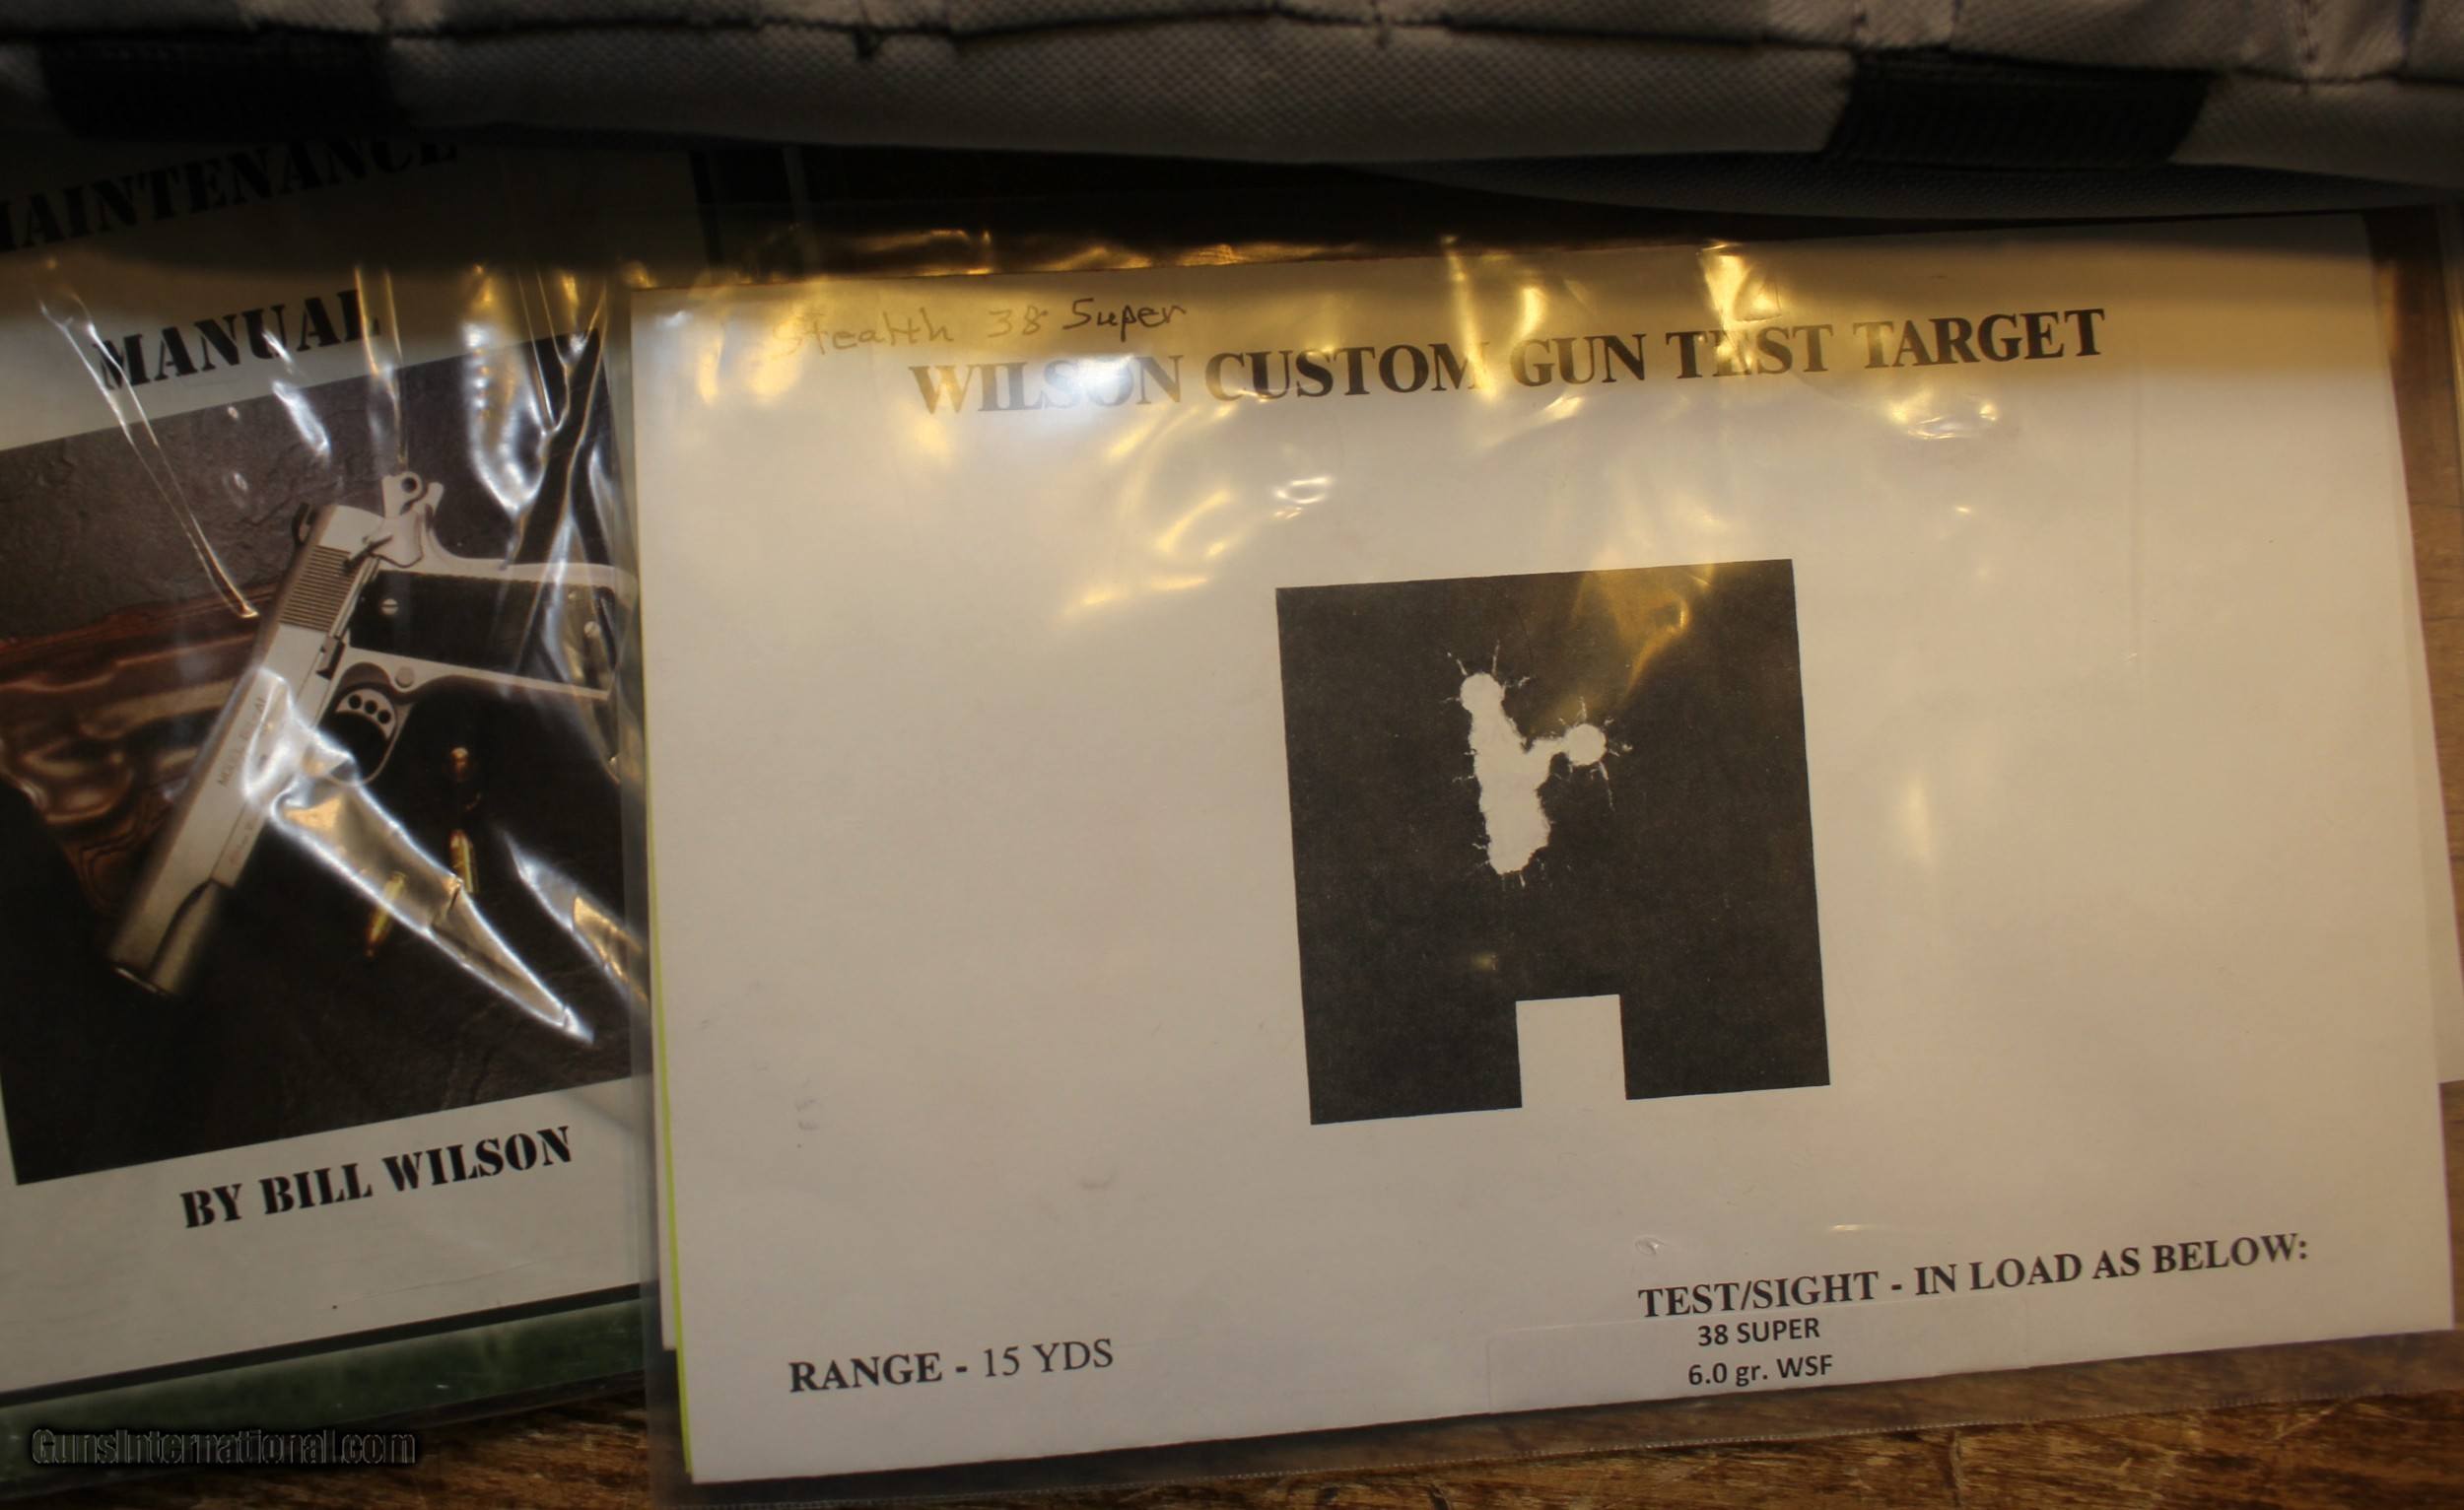 MAINTENANCE
MANUAL
BY BILL WILSON
Stealth 38 Super
WILSON CUSTOM GUN TEST TARGET
TEST/SIGHT - IN LOAD AS BELOW:
38 SUPER
6.0 gr. WSF
RANGE - 15 YDS
GunsInternational.com